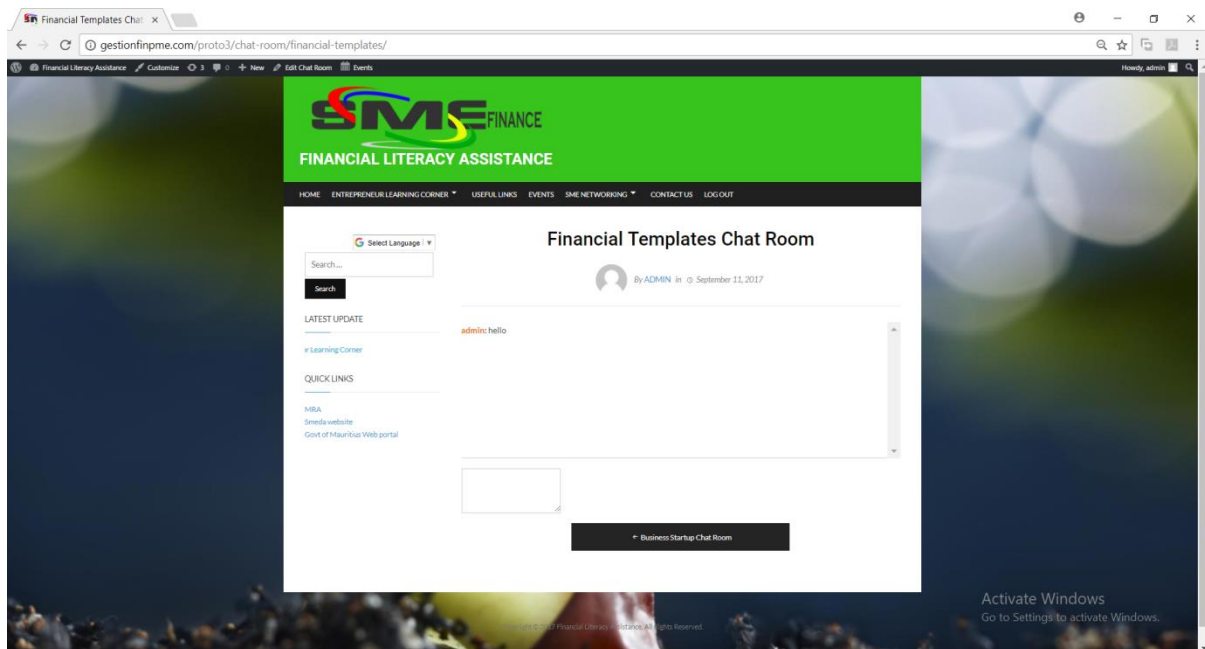 Financial Templates Cha
gestionfinpme.com/proto3/chat-room/financial-templates/
Financial Literacy Assistance Customize 3 0 + New Edit Chat Room Events Howdy, admin
SME FINANCE
FINANCIAL LITERACY ASSISTANCE
HOME ENTREPRENEUR LEARNING CORNER USEFUL LINKS EVENTS SME NETWORKING CONTACT US LOG OUT
G Select Language ▼
Search …
Search
LATEST UPDATE
r Learning Corner
QUICK LINKS
MRA
Smeda website
Govt of Mauritius Web portal
Financial Templates Chat Room
By ADMIN in September 11, 2017
admin: hello
← Business Startup Chat Room
Activate Windows
Go to Settings to activate Windows.
Copyright © 2017 Financial Literacy Assistance. All Rights Reserved.